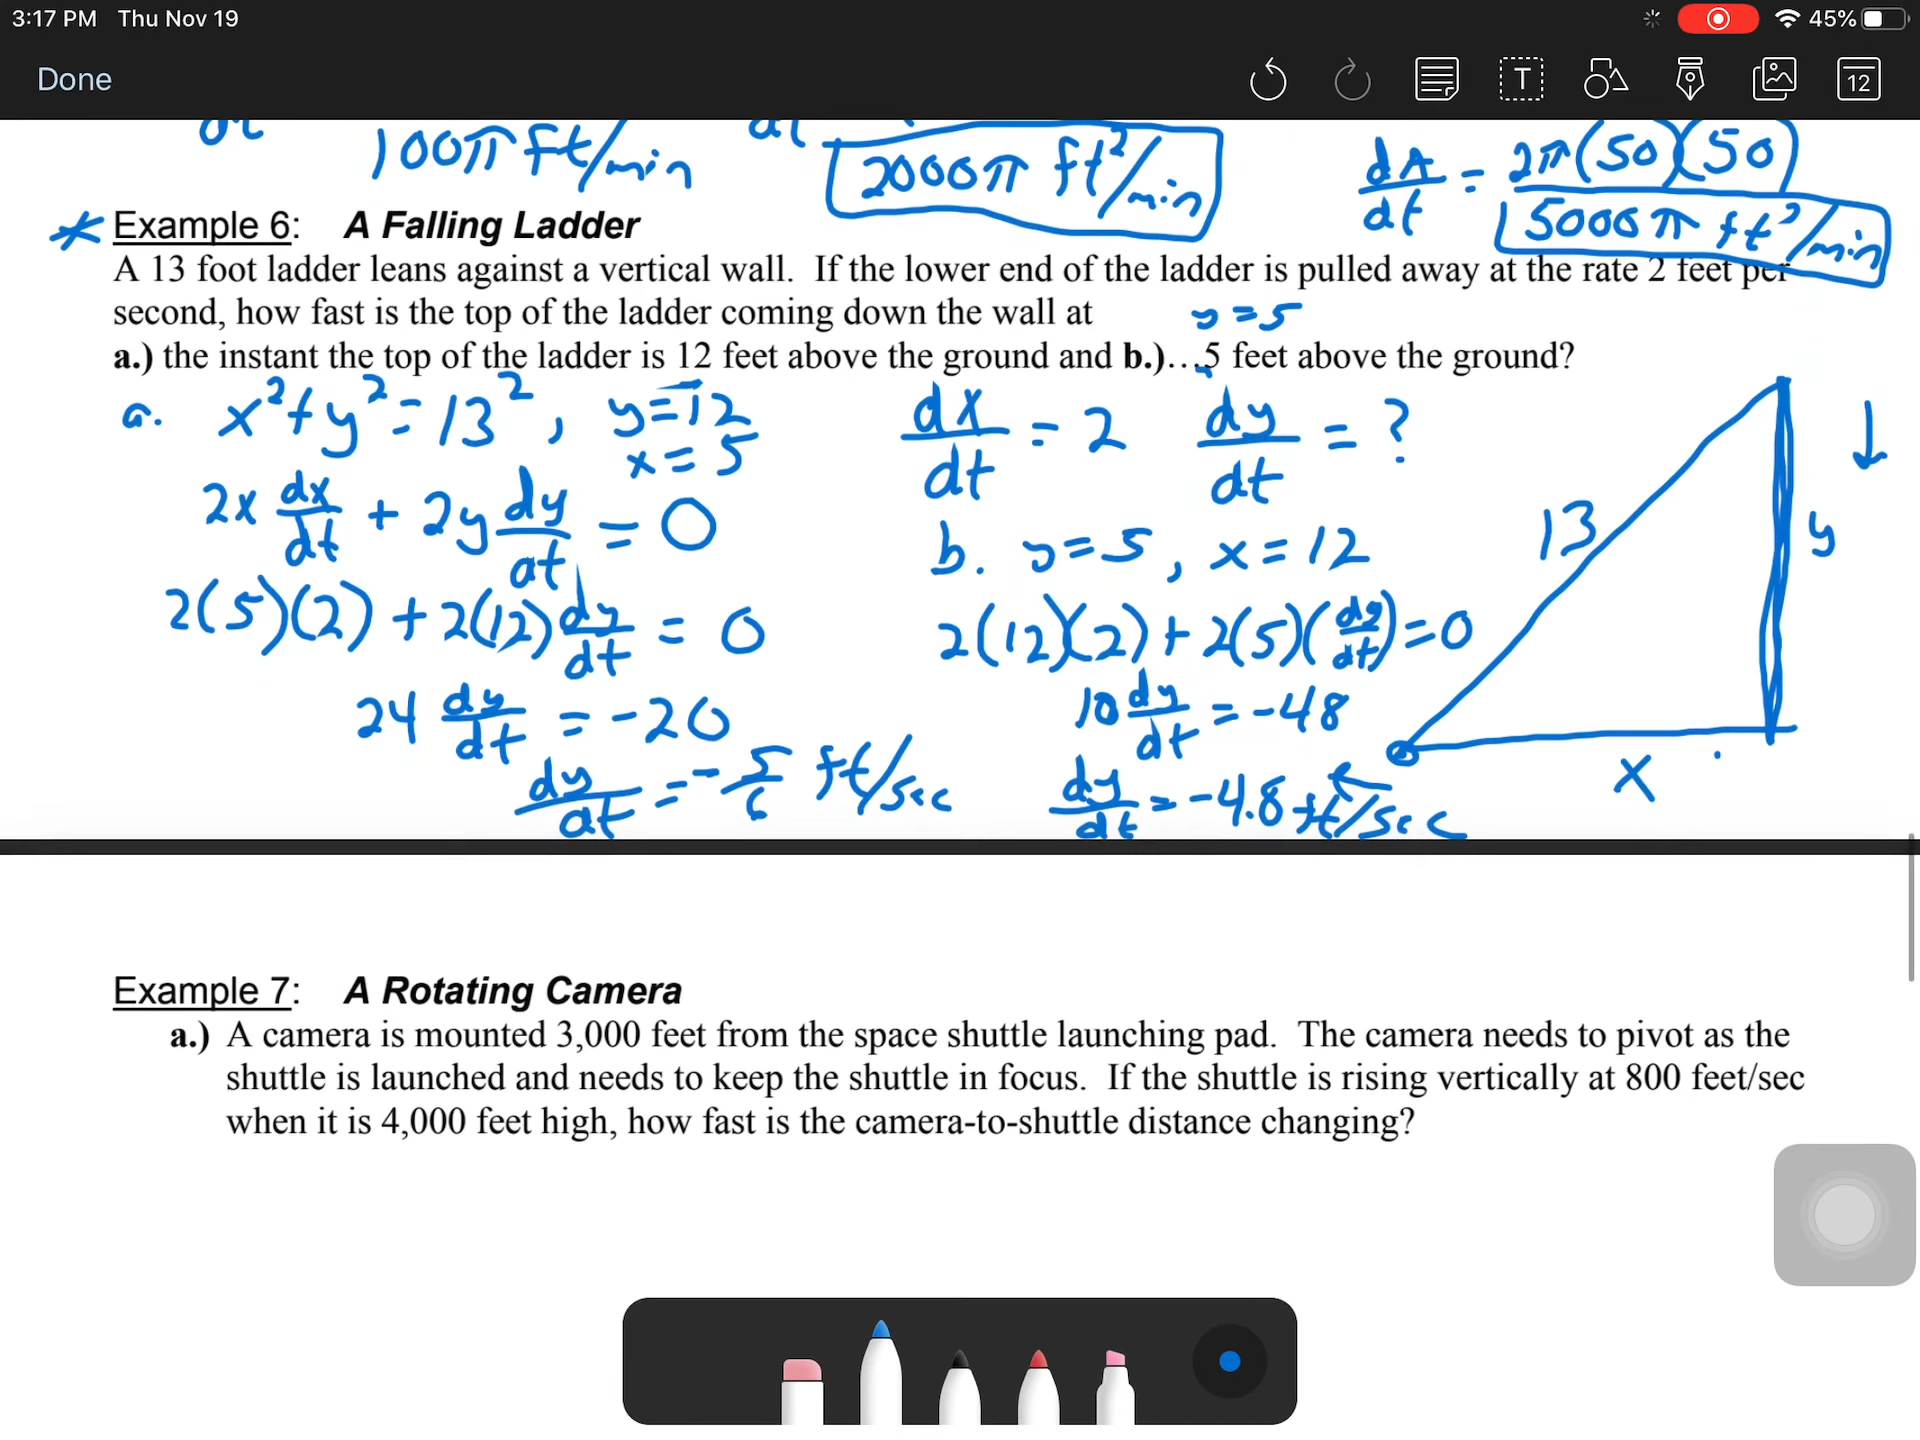 3:17 PM Thu Nov 19
45%
Done
T
12
100π ft/min
2000π ft²/min
dA/dt = 2π(50)(50)
5000π ft²/min
* Example 6: A Falling Ladder
A 13 foot ladder leans against a vertical wall. If the lower end of the ladder is pulled away at the rate 2 feet per
second, how fast is the top of the ladder coming down the wall at
y = 5
a.) the instant the top of the ladder is 12 feet above the ground and b.)…5 feet above the ground?
a. x² + y² = 13², y = 12
x = 5
dx/dt = 2 dy/dt = ?
2x dx/dt + 2y dy/dt = 0
b. y = 5, x = 12
13
y
2(5)(2) + 2(12) dy/dt = 0
2(12)(2) + 2(5)(dy/dt) = 0
24 dy/dt = -20
10 dy/dt = -48
dy/dt = -5/6 ft/sec
dy/dt = -4.8 ft/sec
x
Example 7: A Rotating Camera
a.) A camera is mounted 3,000 feet from the space shuttle launching pad. The camera needs to pivot as the
shuttle is launched and needs to keep the shuttle in focus. If the shuttle is rising vertically at 800 feet/sec
when it is 4,000 feet high, how fast is the camera-to-shuttle distance changing?